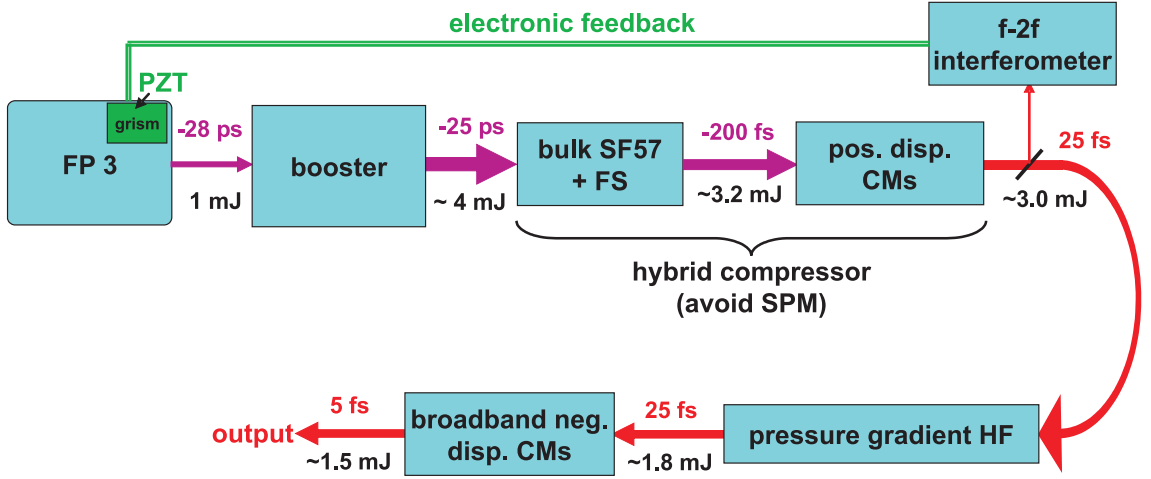 electronic feedback
f-2f
interferometer
PZT
grism
FP 3
-28 ps
1 mJ
booster
-25 ps
~ 4 mJ
bulk SF57
+ FS
-200 fs
~3.2 mJ
pos. disp.
CMs
25 fs
~3.0 mJ
hybrid compressor
(avoid SPM)
output
5 fs
~1.5 mJ
broadband neg.
disp. CMs
25 fs
~1.8 mJ
pressure gradient HF